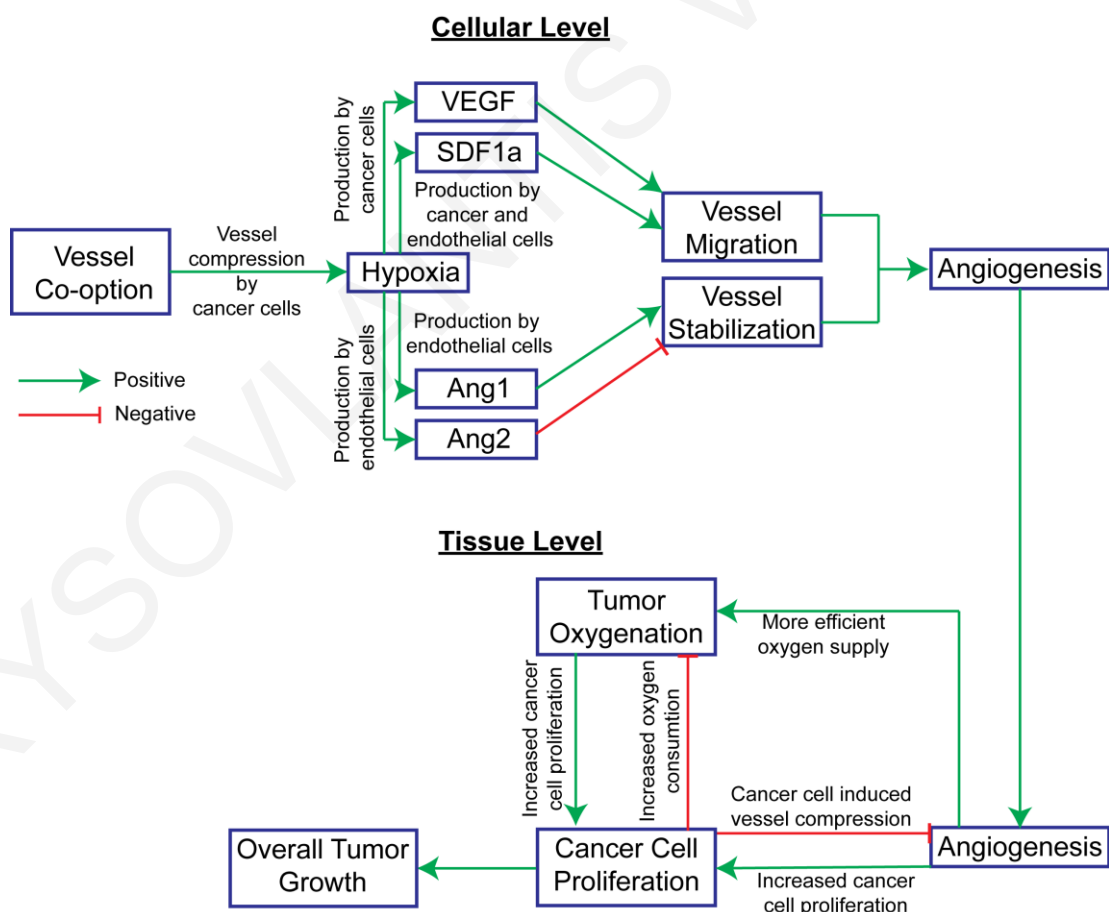 Cellular Level
VEGF
SDF1a
Production by
cancer cells
Production by
cancer and
endothelial cells
Vessel
Co-option
Vessel
compression
by
cancer cells
Hypoxia
Vessel
Migration
Angiogenesis
Vessel
Stabilization
Production by
endothelial cells
Production by
endothelial cells
Ang1
Ang2
Positive
Negative
Tissue Level
Tumor
Oxygenation
More efficient
oxygen supply
Increased cancer
cell proliferation
Increased oxygen
consumtion
Cancer cell induced
vessel compression
Overall Tumor
Growth
Cancer Cell
Proliferation
Angiogenesis
Increased cancer
cell proliferation